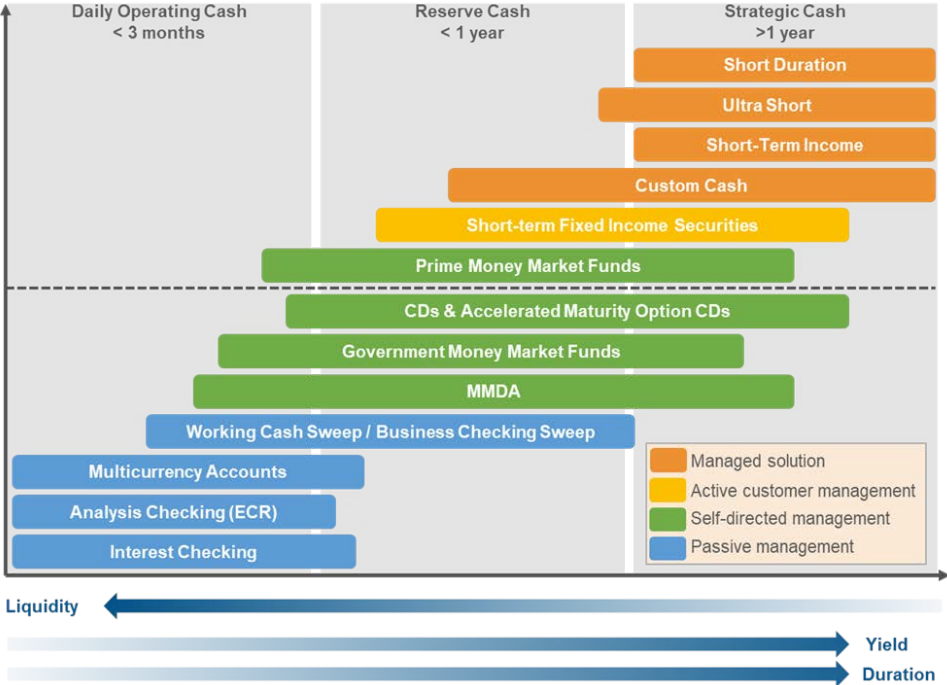 Daily Operating Cash
< 3 months
Reserve Cash
< 1 year
Strategic Cash
>1 year
Short Duration
Ultra Short
Short-Term Income
Custom Cash
Short-term Fixed Income Securities
Prime Money Market Funds
CDs & Accelerated Maturity Option CDs
Government Money Market Funds
MMDA
Working Cash Sweep / Business Checking Sweep
Multicurrency Accounts
Analysis Checking (ECR)
Interest Checking
Managed solution
Active customer management
Self-directed management
Passive management
Liquidity
Yield
Duration